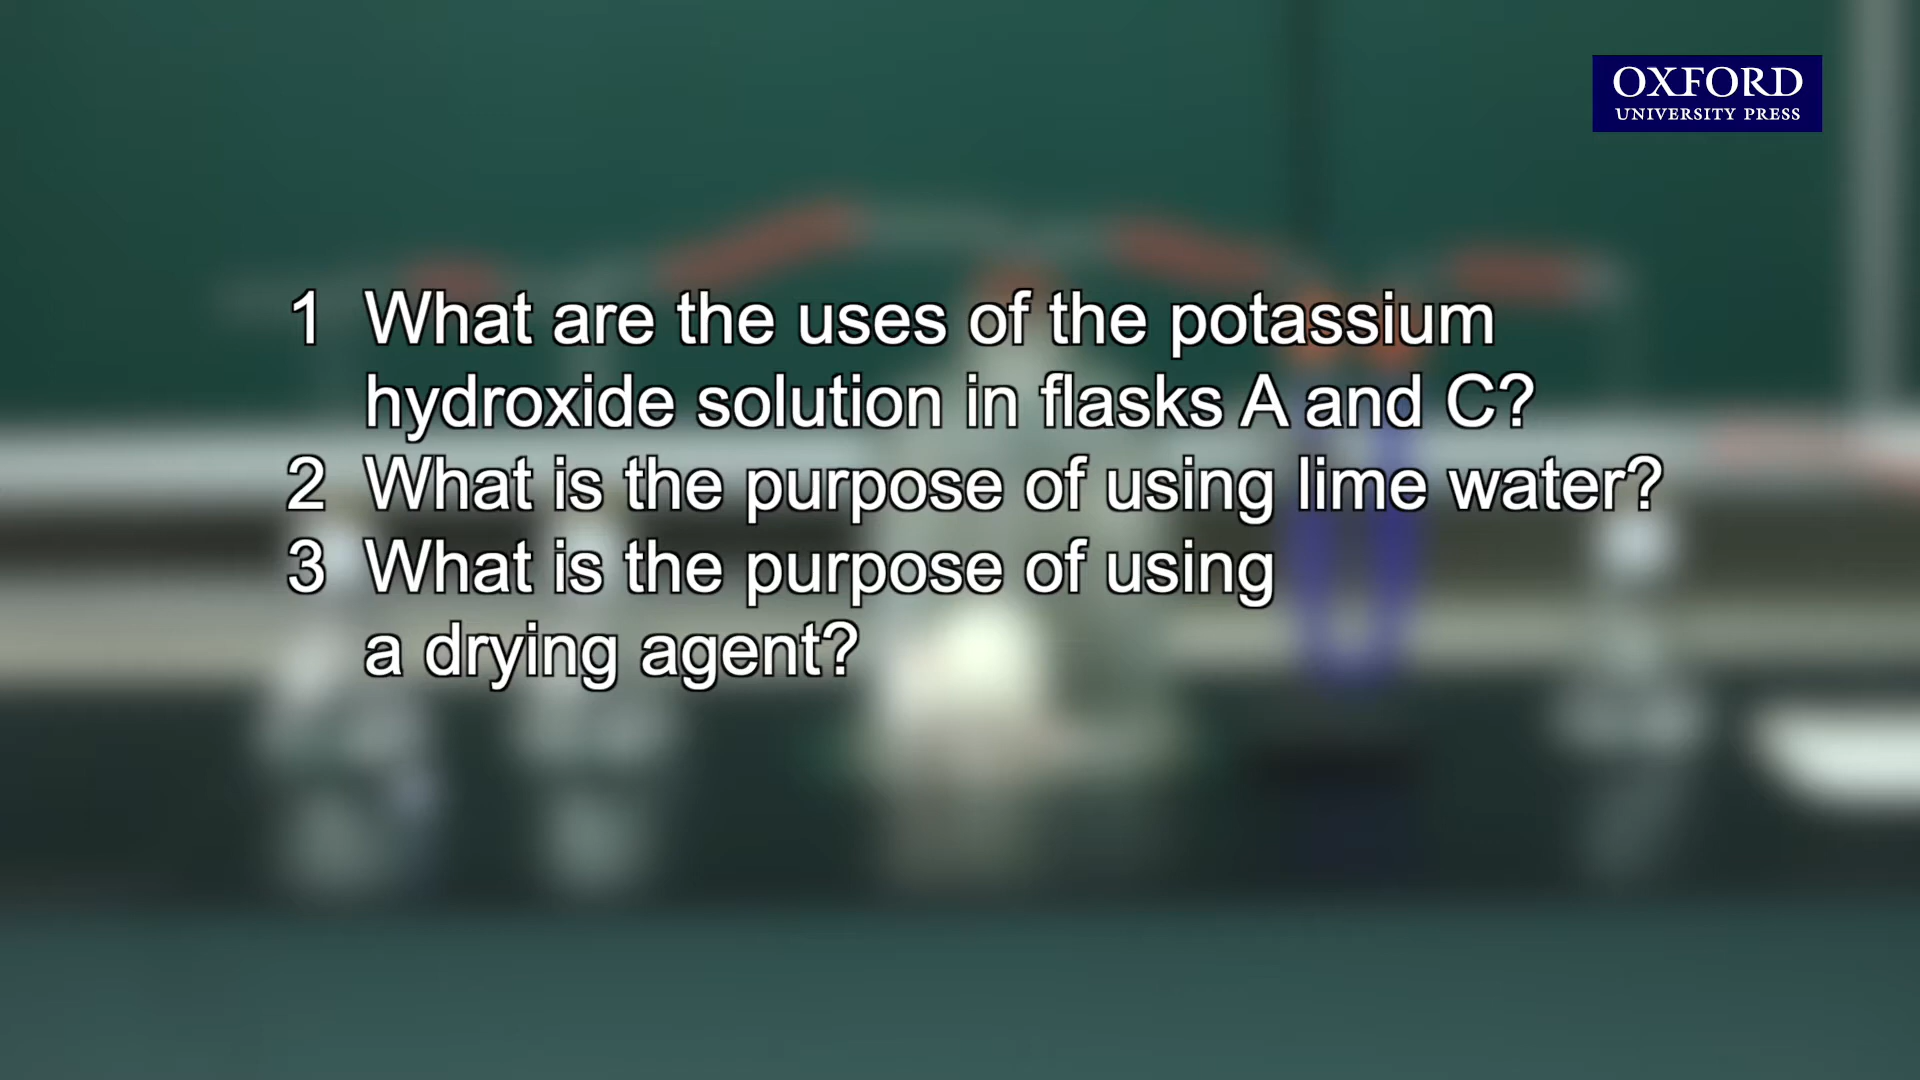 OXFORD
UNIVERSITY PRESS
1 What are the uses of the potassium
hydroxide solution in flasks A and C?
2 What is the purpose of using lime water?
3 What is the purpose of using
a drying agent?